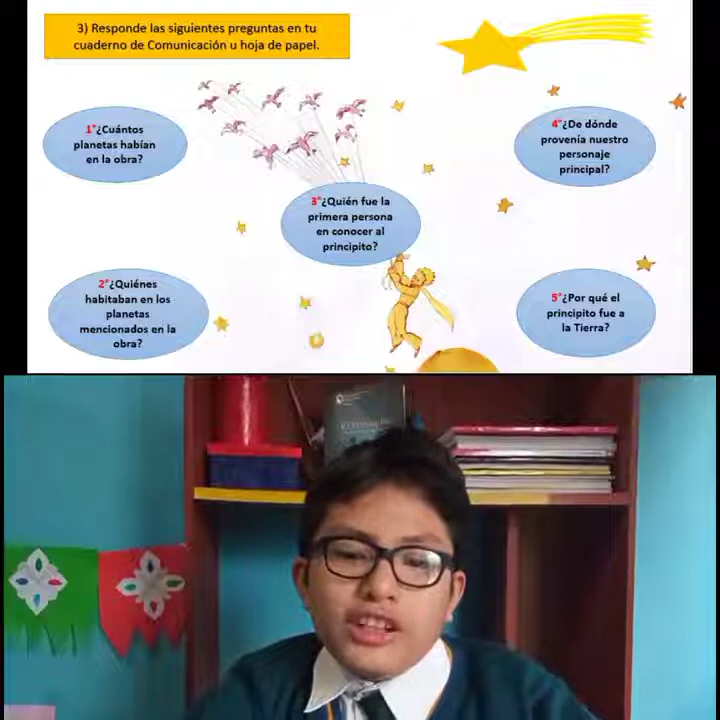 3) Responde las siguientes preguntas en tu
cuaderno de Comunicación u hoja de papel.
1°¿Cuántos
planetas habían
en la obra?
2°¿Quiénes
habitaban en los
planetas
mencionados en la
obra?
3°¿Quién fue la
primera persona
en conocer al
principito?
4°¿De dónde
provenía nuestro
personaje
principal?
5°¿Por qué el
principito fue a
la Tierra?